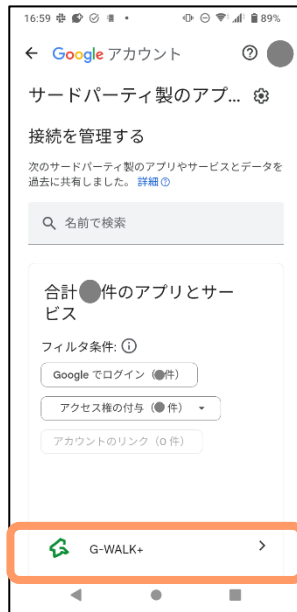 16:59 89%
Google アカウント
サードパーティ製のアプ...
接続を管理する
次のサードパーティ製のアプリやサービスとデータを
過去に共有しました。 詳細
名前で検索
合計 件のアプリとサー
ビス
フィルタ条件:
Google でログイン ( 件)
アクセス権の付与 ( 件)
アカウントのリンク (0 件)
G-WALK+